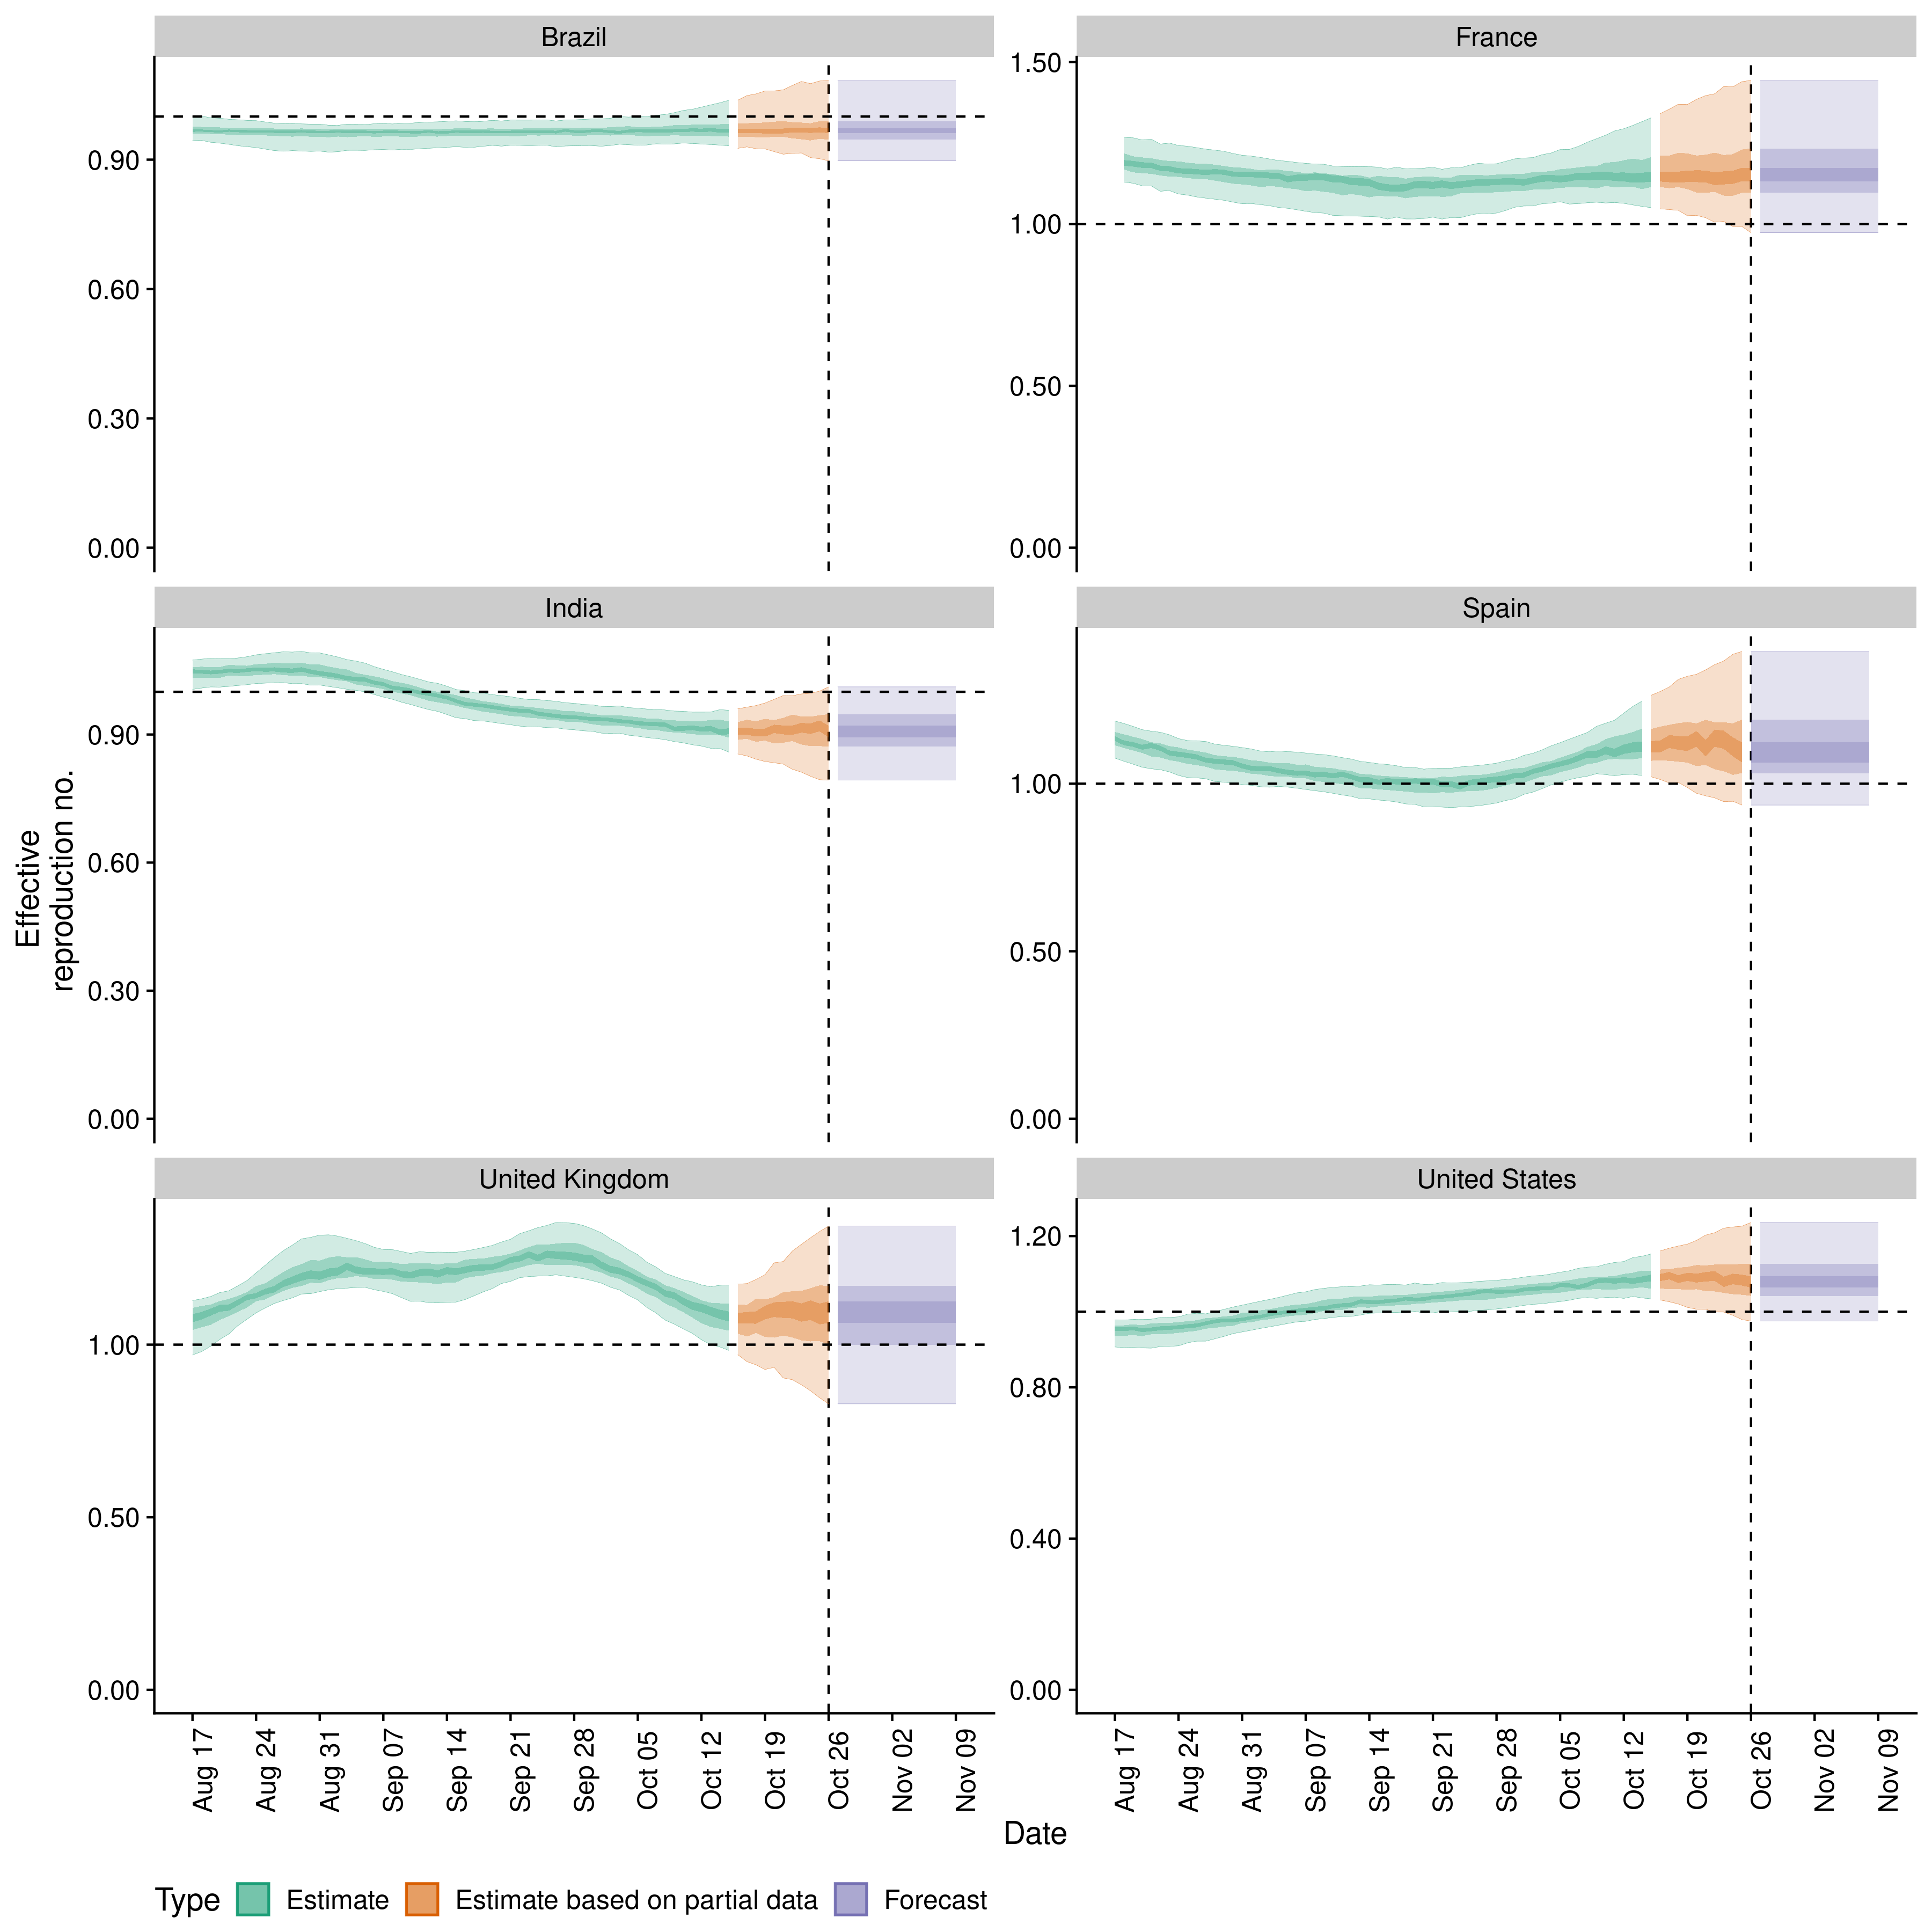 Brazil
France
0.90
0.60
0.30
0.00
1.50
1.00
0.50
0.00
India
Spain
0.90
0.60
0.30
0.00
1.00
0.50
0.00
United Kingdom
United States
1.00
0.50
0.00
1.20
0.80
0.40
0.00
Effective
reproduction no.
Aug 17
Aug 24
Aug 31
Sep 07
Sep 14
Sep 21
Sep 28
Oct 05
Oct 12
Oct 19
Oct 26
Nov 02
Nov 09
Aug 17
Aug 24
Aug 31
Sep 07
Sep 14
Sep 21
Sep 28
Oct 05
Oct 12
Oct 19
Oct 26
Nov 02
Nov 09
Date
Type Estimate Estimate based on partial data Forecast